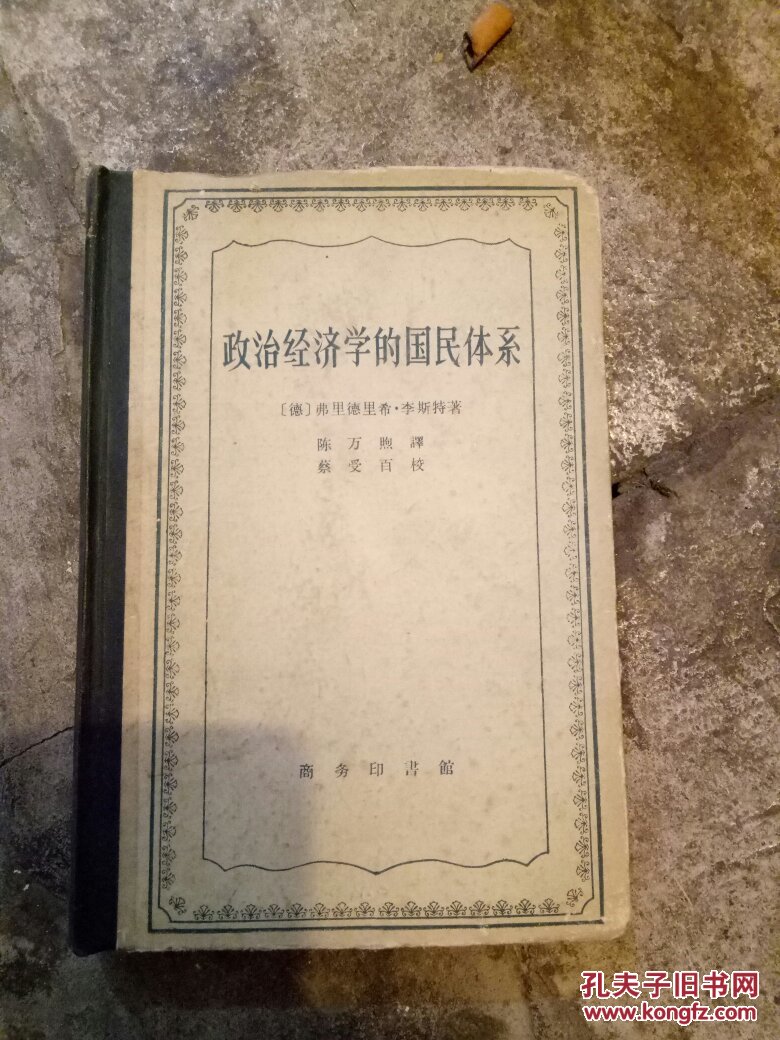 政治经济学的国民体系
〔德〕弗里德里希·李斯特著
陈万煦譯
蔡受百校
商务印書館
孔夫子旧书网
www.kongfz.com